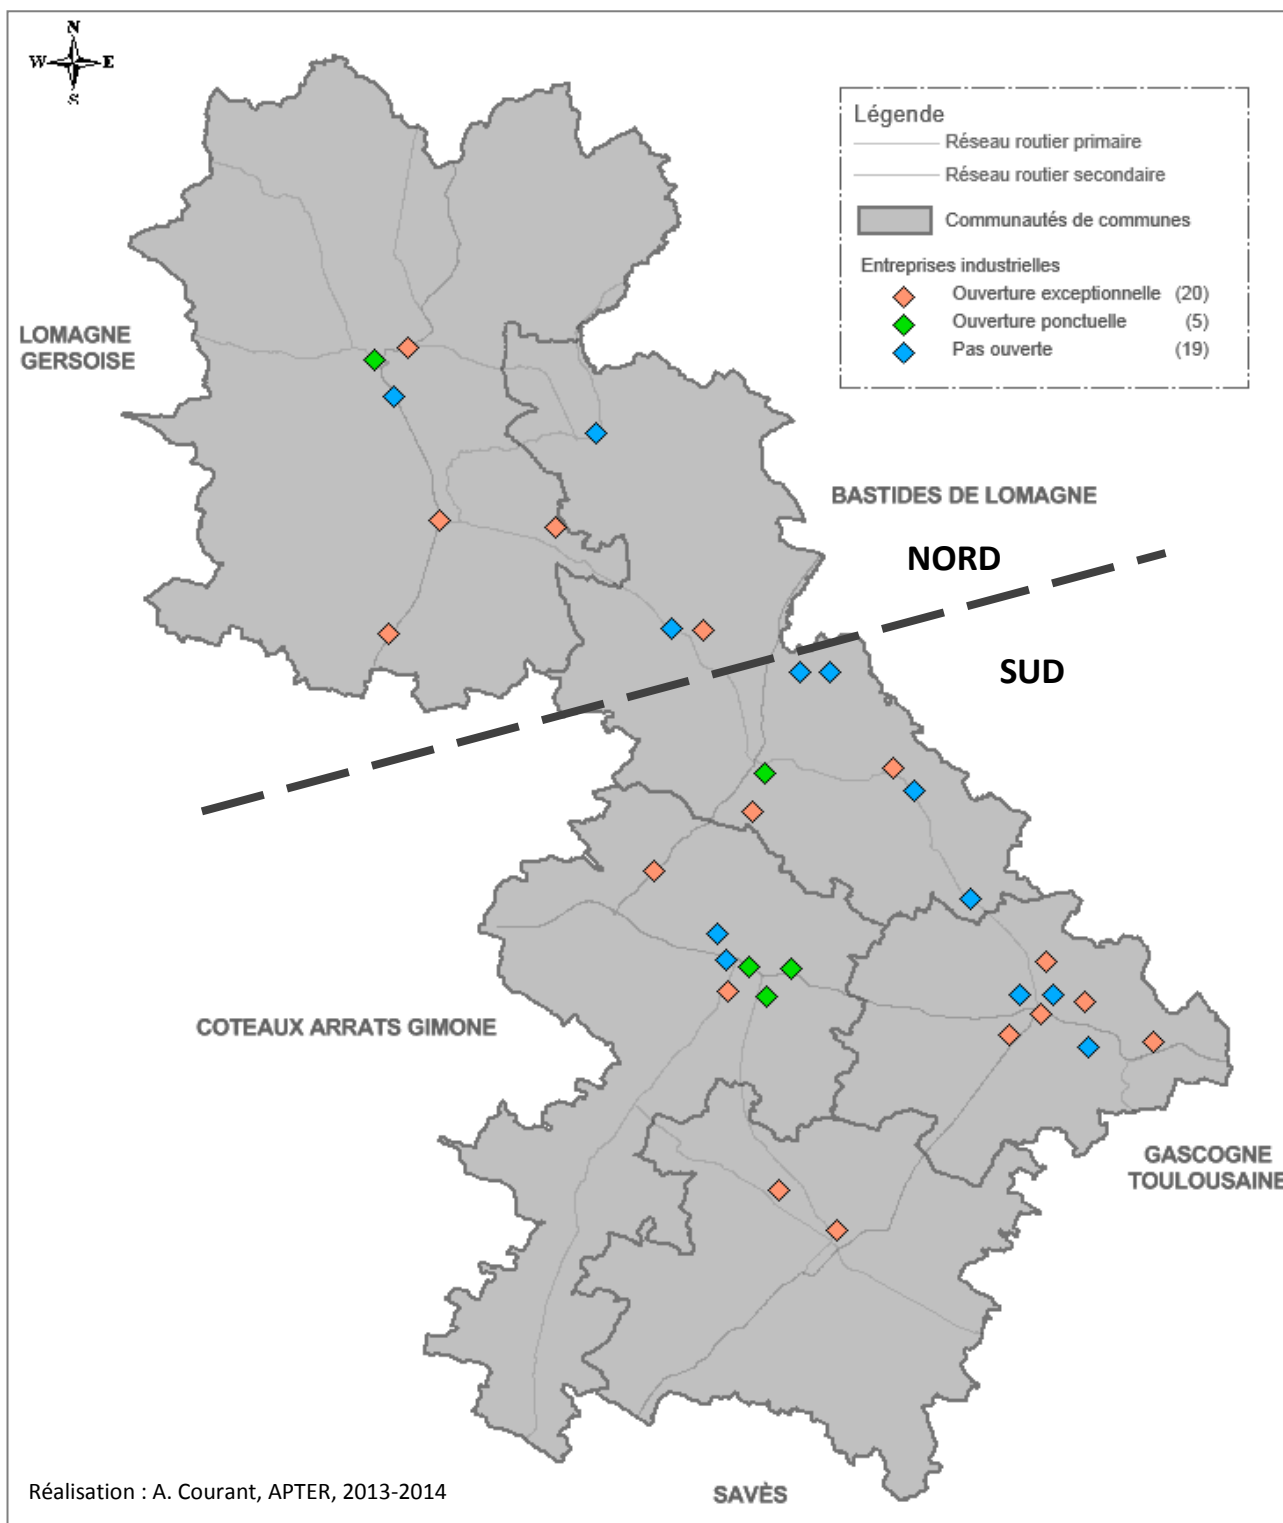 N
W E
S
Légende
Réseau routier primaire
Réseau routier secondaire
Communautés de communes
Entreprises industrielles
Ouverture exceptionnelle (20)
Ouverture ponctuelle (5)
Pas ouverte (19)
LOMAGNE
GERSOISE
BASTIDES DE LOMAGNE
NORD
SUD
COTEAUX ARRATS GIMONE
GASCOGNE
TOULOUSAINE
SAVÈS
Réalisation : A. Courant, APTER, 2013-2014